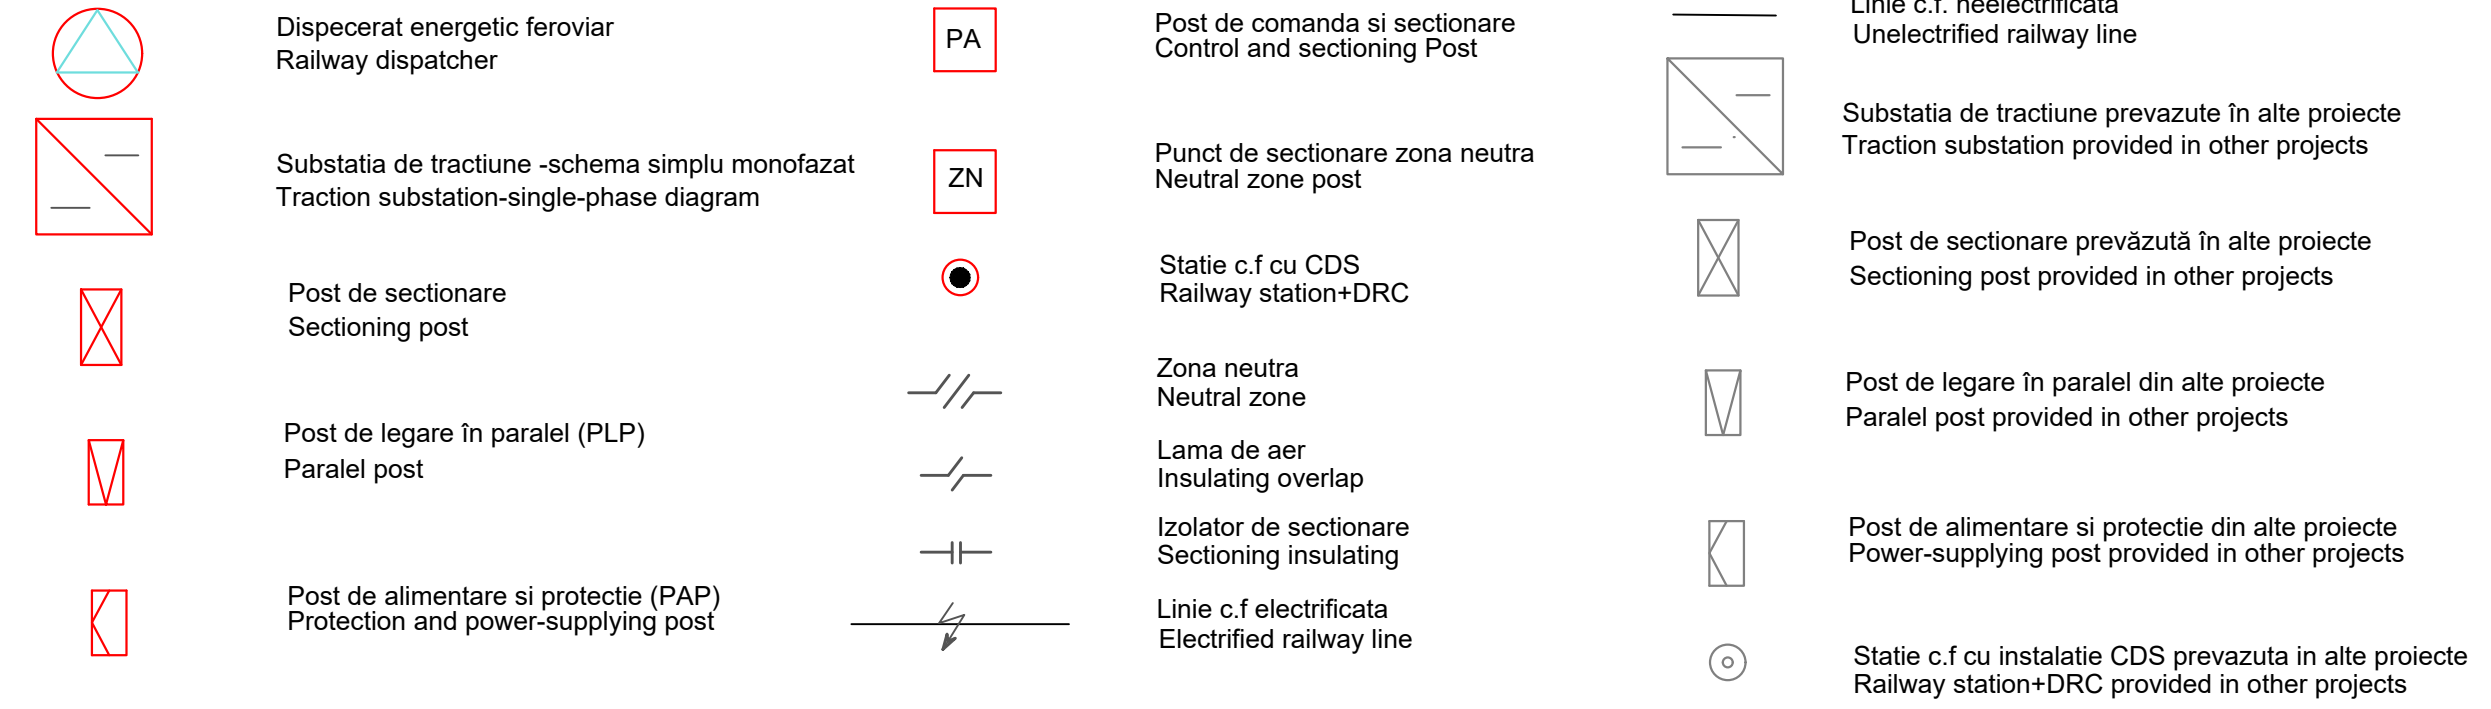 Dispecerat energetic feroviar
Railway dispatcher
Substatia de tractiune -schema simplu monofazat
Traction substation-single-phase diagram
Post de sectionare
Sectioning post
Post de legare în paralel (PLP)
Paralel post
Post de alimentare si protectie (PAP)
Protection and power-supplying post
PA
Post de comanda si sectionare
Control and sectioning Post
ZN
Punct de sectionare zona neutra
Neutral zone post
Statie c.f cu CDS
Railway station+DRC
Zona neutra
Neutral zone
Lama de aer
Insulating overlap
Izolator de sectionare
Sectioning insulating
Linie c.f electrificata
Electrified railway line
Linie c.f. neelectrificata
Unelectrified railway line
Substatia de tractiune prevazute în alte proiecte
Traction substation provided in other projects
Post de sectionare prevăzută în alte proiecte
Sectioning post provided in other projects
Post de legare în paralel din alte proiecte
Paralel post provided in other projects
Post de alimentare si protectie din alte proiecte
Power-supplying post provided in other projects
Statie c.f cu instalatie CDS prevazuta in alte proiecte
Railway station+DRC provided in other projects